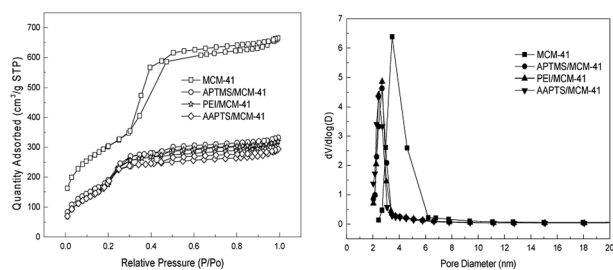 Quantity Adsorbed (cm³/g STP)
700
600
500
400
300
200
100
0
MCM-41
APTMS/MCM-41
PEI/MCM-41
AAPTS/MCM-41
0.0 0.2 0.4 0.6 0.8 1.0
Relative Pressure (P/Po)
dV/dlog(D)
7
6
5
4
3
2
1
0
MCM-41
APTMS/MCM-41
PEI/MCM-41
AAPTS/MCM-41
0 2 4 6 8 10 12 14 16 18 20
Pore Diameter (nm)